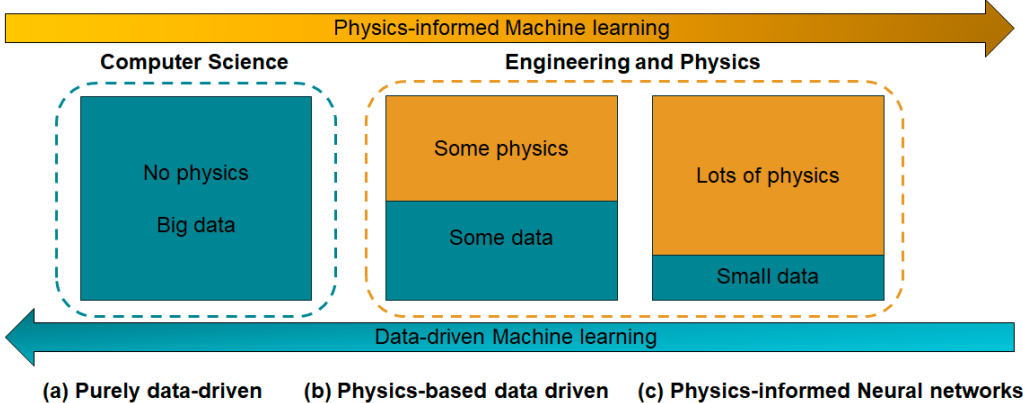 Physics-informed Machine learning
Computer Science
Engineering and Physics
No physics
Big data
Some physics
Some data
Lots of physics
Small data
Data-driven Machine learning
(a) Purely data-driven
(b) Physics-based data driven
(c) Physics-informed Neural networks